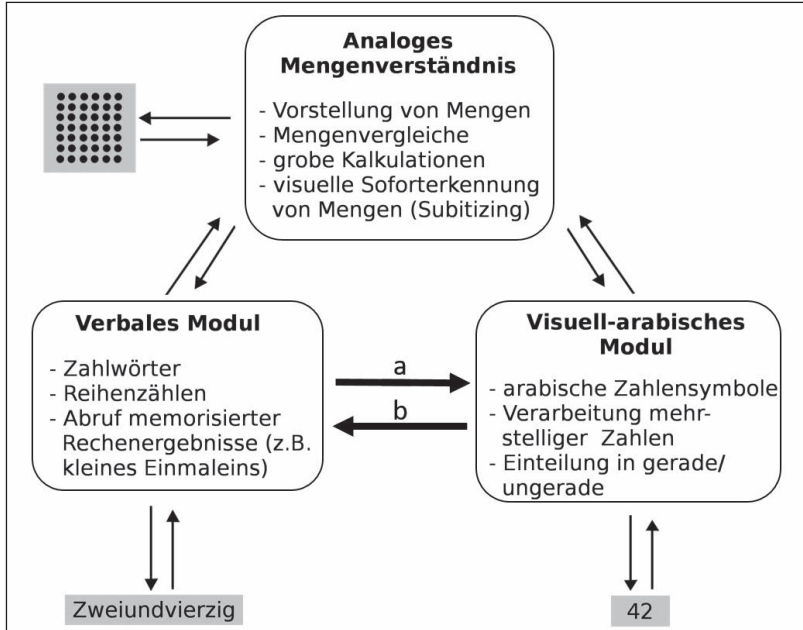 Analoges
Mengenverständnis
- Vorstellung von Mengen
- Mengenvergleiche
- grobe Kalkulationen
- visuelle Soforterkennung
von Mengen (Subitizing)
Verbales Modul
- Zahlwörter
- Reihenzählen
- Abruf memorisierter
Rechenergebnisse (z.B.
kleines Einmaleins)
a
b
Visuell-arabisches
Modul
- arabische Zahlensymbole
- Verarbeitung mehr-
stelliger Zahlen
- Einteilung in gerade/
ungerade
Zweiundvierzig
42